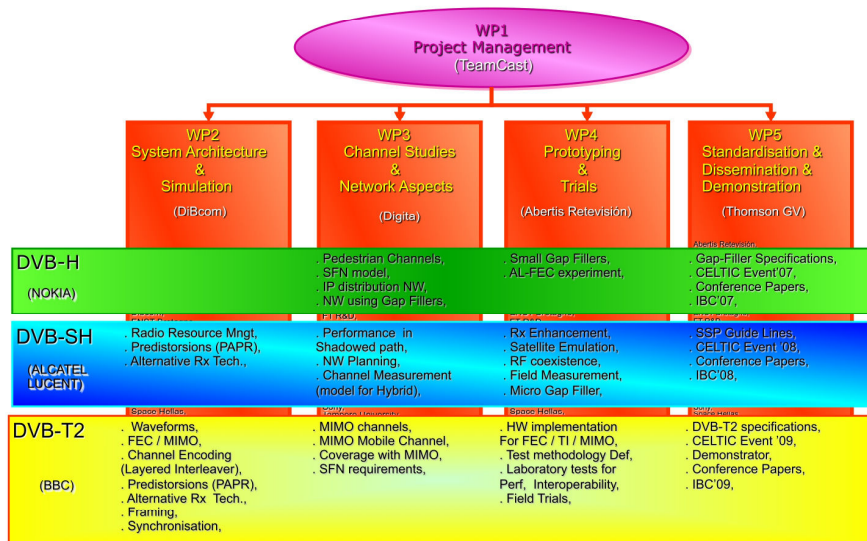 WP1
Project Management
(TeamCast)
WP2
System Architecture
&
Simulation
(DiBcom)
WP3
Channel Studies
&
Network Aspects
(Digita)
WP4
Prototyping
&
Trials
(Abertis Retevisión)
WP5
Standardisation &
Dissemination &
Demonstration
(Thomson GV)
Abertis Retevisión,
DVB-H
(NOKIA)
. Pedestrian Channels,
. SFN model,
. IP distribution NW,
. NW using Gap Fillers,
. Small Gap Fillers,
. AL-FEC experiment,
. Gap-Filler Specifications,
. CELTIC Event'07,
. Conference Papers,
. IBC'07,
FT R&D,
DVB-SH
(ALCATEL
LUCENT)
. Radio Resource Mngt,
. Predistorsions (PAPR),
. Alternative Rx Tech.,
. Performance in
Shadowed path,
. NW Planning,
. Channel Measurement
(model for Hybrid),
. Rx Enhancement,
. Satellite Emulation,
. RF coexistence,
. Field Measurement,
. Micro Gap Filler,
. SSP Guide Lines,
. CELTIC Event '08,
. Conference Papers,
. IBC'08,
Space Hellas,
Space Hellas,
DVB-T2
(BBC)
. Waveforms,
. FEC / MIMO,
. Channel Encoding
(Layered Interleaver),
. Predistorsions (PAPR),
. Alternative Rx Tech.,
. Framing,
. Synchronisation,
. MIMO channels,
. MIMO Mobile Channel,
. Coverage with MIMO,
. SFN requirements,
. HW implementation
For FEC / TI / MIMO,
. Test methodology Def,
. Laboratory tests for
Perf, Interoperability,
. Field Trials,
. DVB-T2 specifications,
. CELTIC Event '09,
. Demonstrator,
. Conference Papers,
. IBC'09,